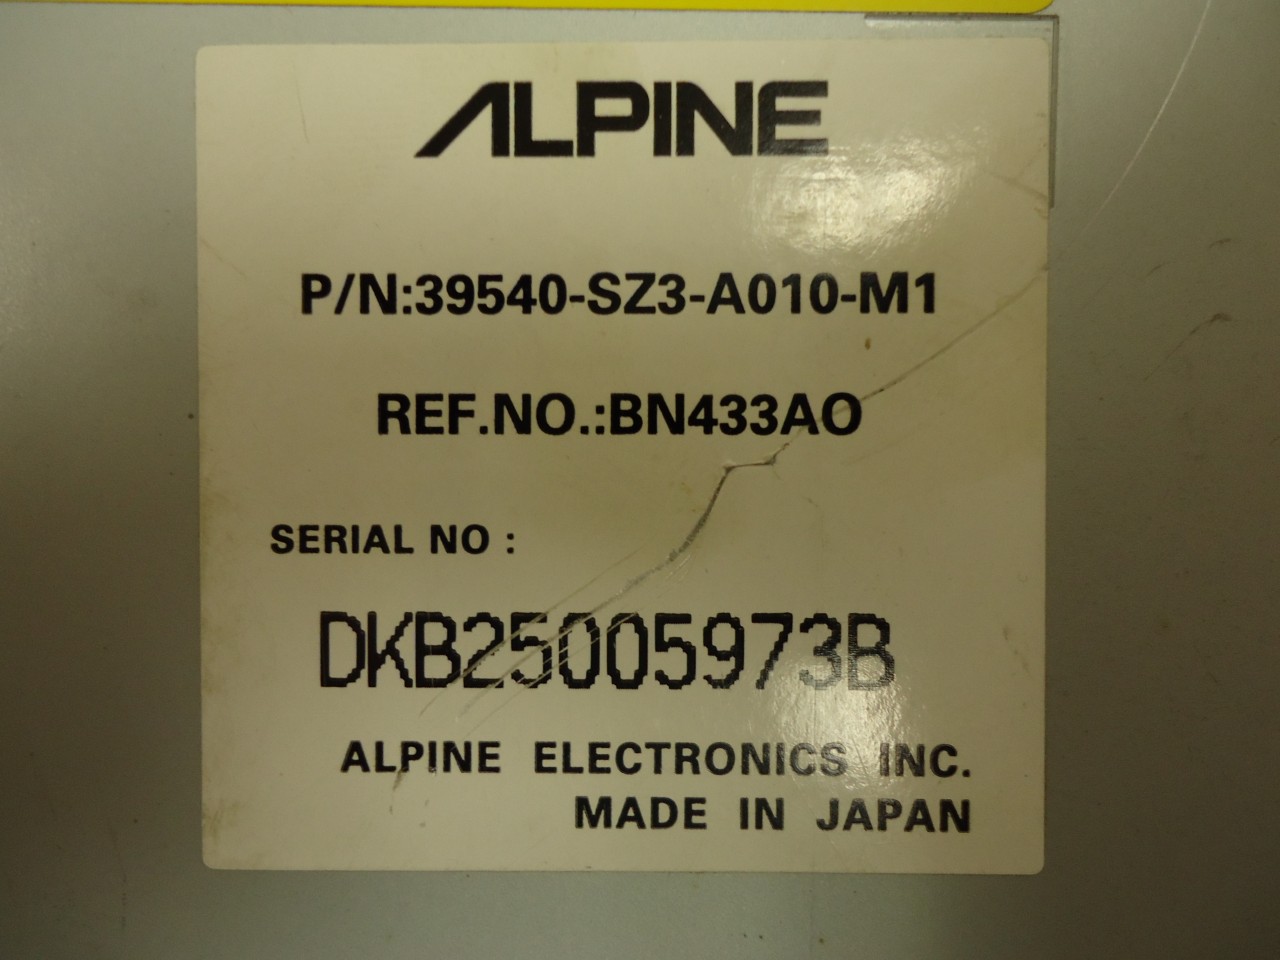 ALPINE
P/N:39540-SZ3-A010-M1
REF.NO.:BN433AO
SERIAL NO :
DKB25005973B
ALPINE ELECTRONICS INC.
MADE IN JAPAN